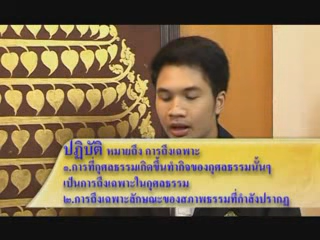 ปฏิบัติ หมายถึง การถึงเฉพาะ
๑.การที่กุศลธรรมเกิดขึ้นทำกิจของกุศลธรรมนั้นๆ
เป็นการถึงเฉพาะในกุศลธรรม
๒.การถึงเฉพาะลักษณะของสภาพธรรมที่กำลังปรากฏ